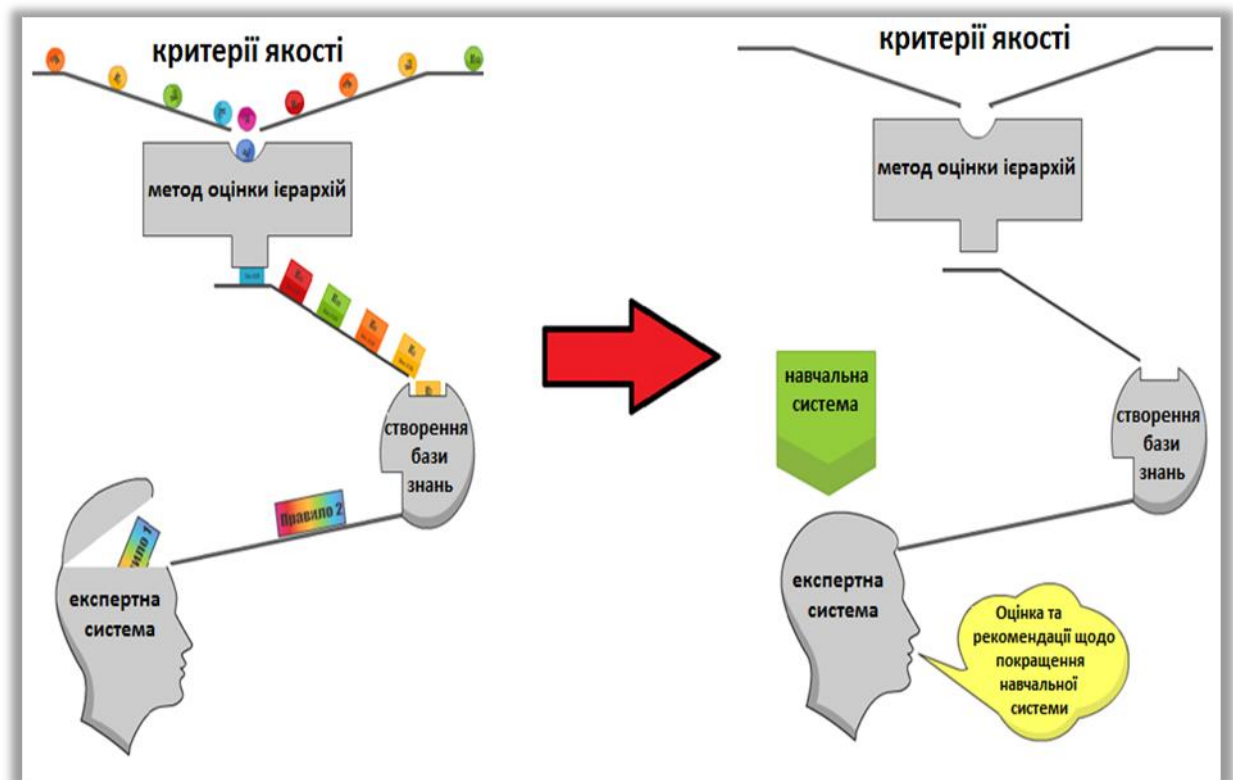 критерії якості
метод оцінки ієрархій
створення
бази
знань
Правило 2
експертна
система
критерії якості
метод оцінки ієрархій
навчальна
система
створення
бази
знань
експертна
система
Оцінка та
рекомендації щодо
покращення
навчальної
системи